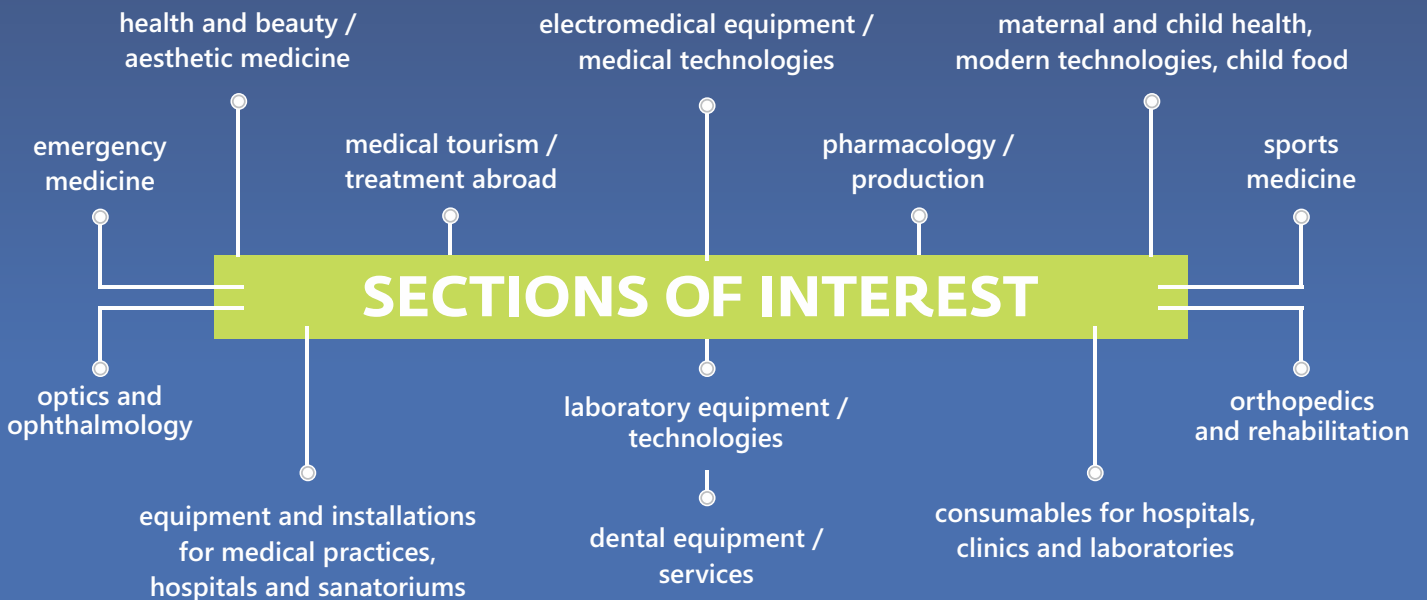 health and beauty /
aesthetic medicine
electromedical equipment /
medical technologies
maternal and child health,
modern technologies, child food
emergency
medicine
medical tourism /
treatment abroad
pharmacology /
production
sports
medicine
SECTIONS OF INTEREST
optics and
ophthalmology
laboratory equipment /
technologies
orthopedics
and rehabilitation
equipment and installations
for medical practices,
hospitals and sanatoriums
dental equipment /
services
consumables for hospitals,
clinics and laboratories